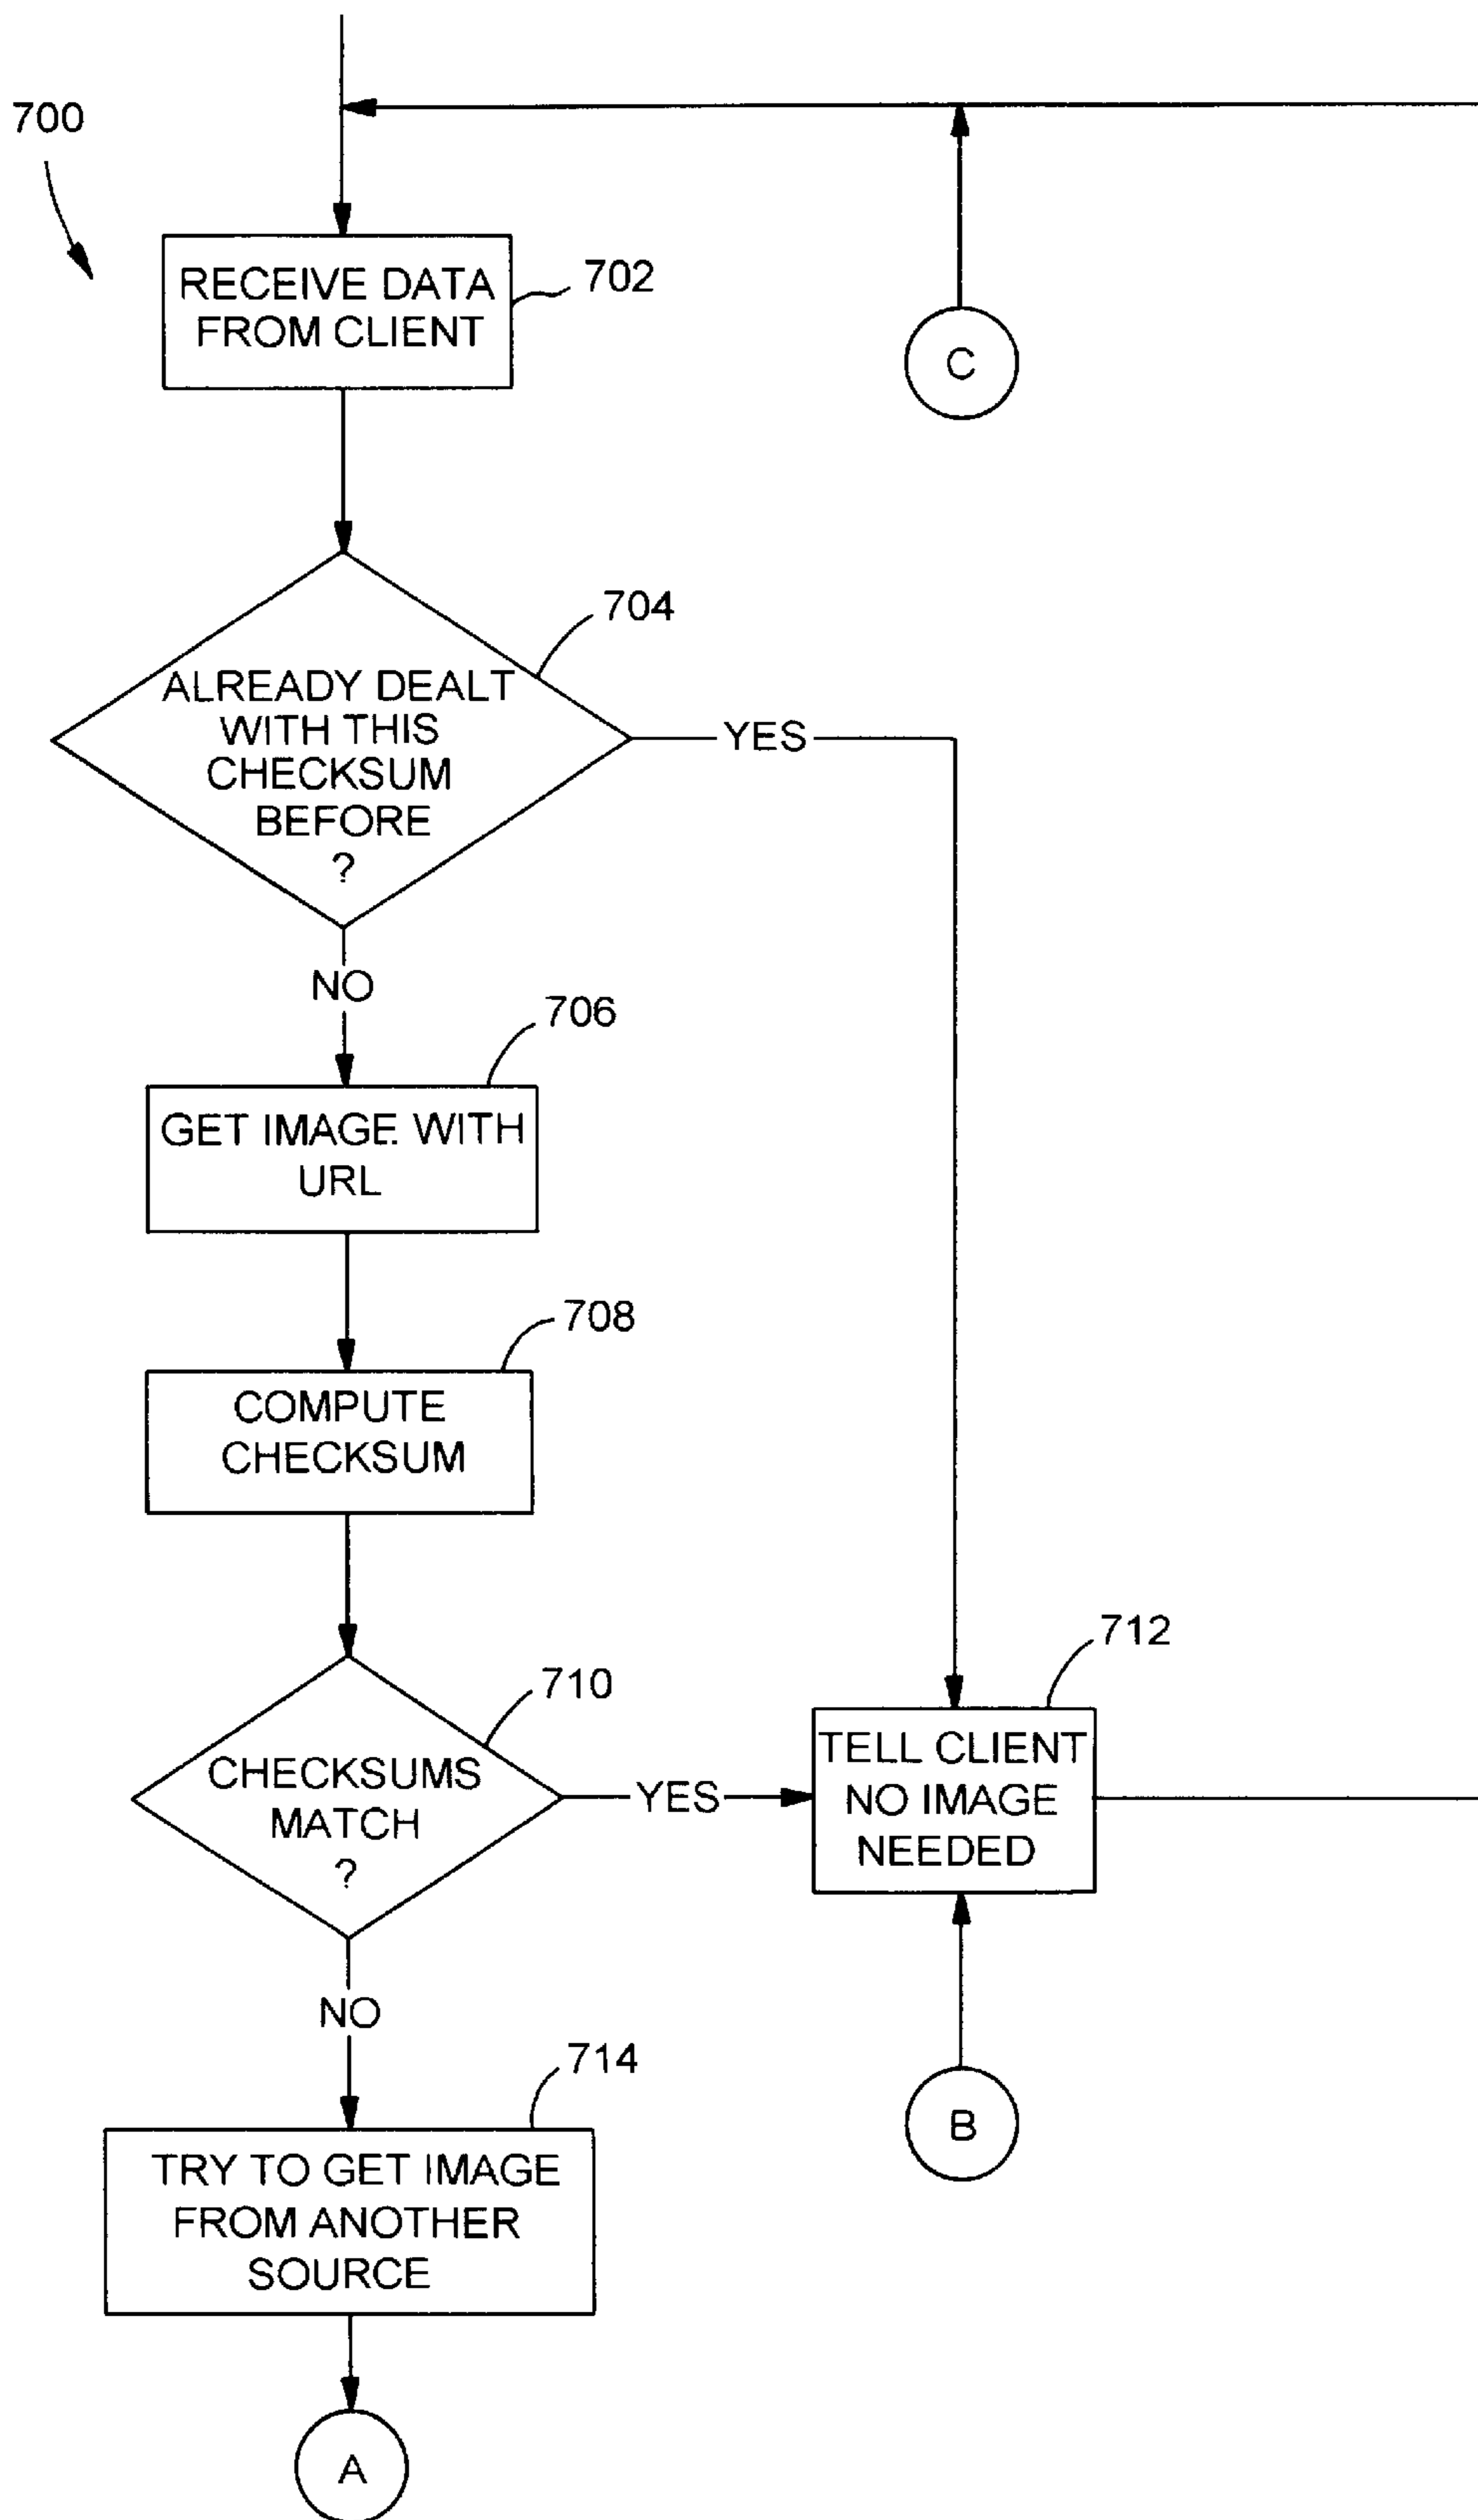 700
RECEIVE DATA
FROM CLIENT
702
C
704
ALREADY DEALT
WITH THIS
CHECKSUM
BEFORE
?
YES
NO
706
GET IMAGE WITH
URL
708
COMPUTE
CHECKSUM
710
CHECKSUMS
MATCH
?
YES
712
TELL CLIENT
NO IMAGE
NEEDED
NO
714
TRY TO GET IMAGE
FROM ANOTHER
SOURCE
B
A